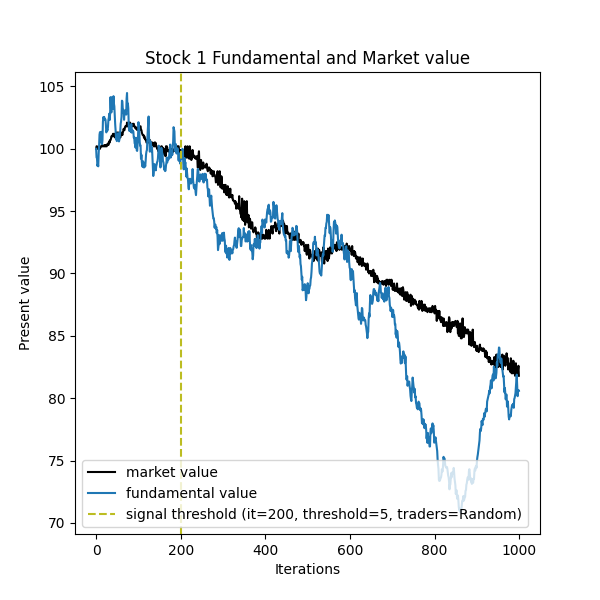 Stock 1 Fundamental and Market value
105
100
95
90
85
80
75
70
Present value
market value
fundamental value
signal threshold (it=200, threshold=5, traders=Random)
0 200 400 600 800 1000
Iterations